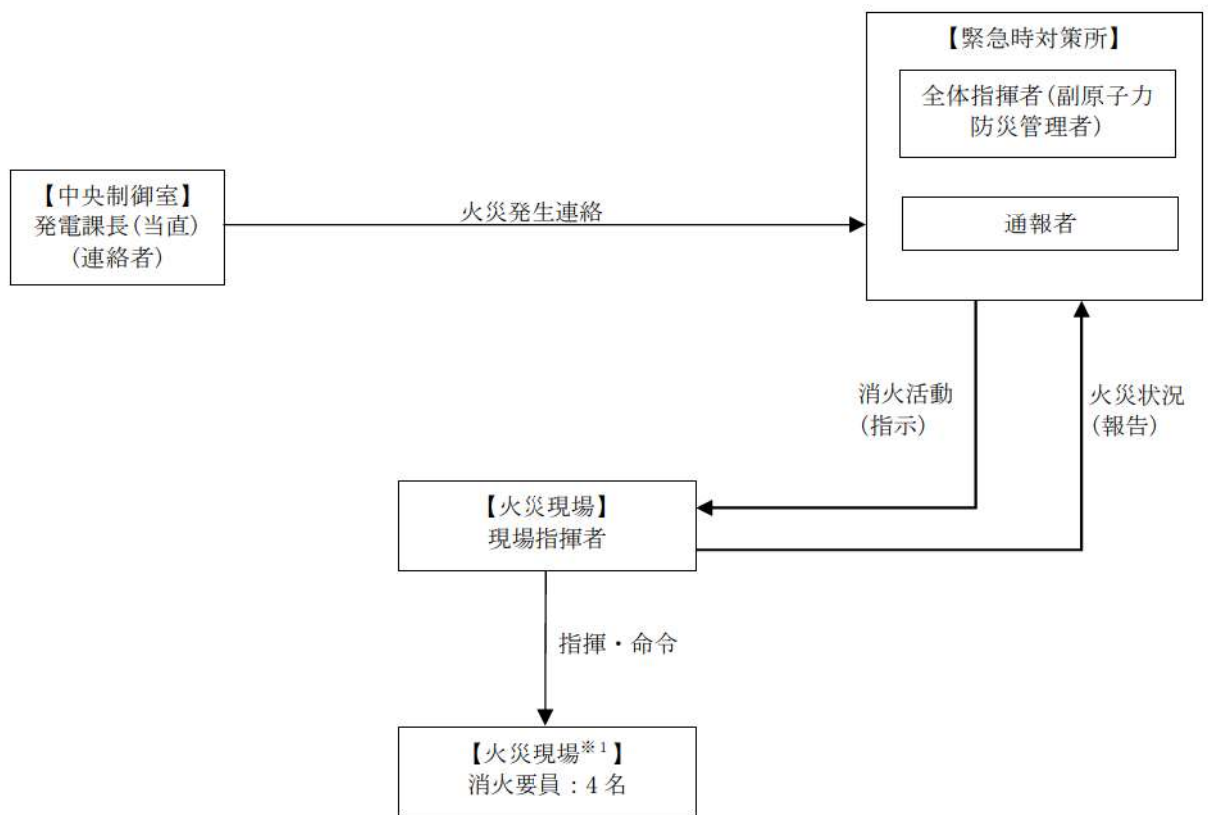 【緊急時対策所】
全体指揮者(副原子力
防災管理者)
通報者
【中央制御室】
発電課長(当直)
(連絡者)
火災発生連絡
消火活動
(指示)
火災状況
(報告)
【火災現場】
現場指揮者
指揮・命令
【火災現場※1】
消火要員:4名